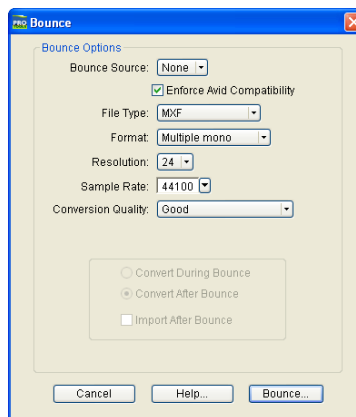 PRO Bounce
Bounce Options
Bounce Source: None
Enforce Avid Compatibility
File Type: MXF
Format: Multiple mono
Resolution: 24
Sample Rate: 44100
Conversion Quality: Good
Convert During Bounce
Convert After Bounce
Import After Bounce
Cancel Help... Bounce...